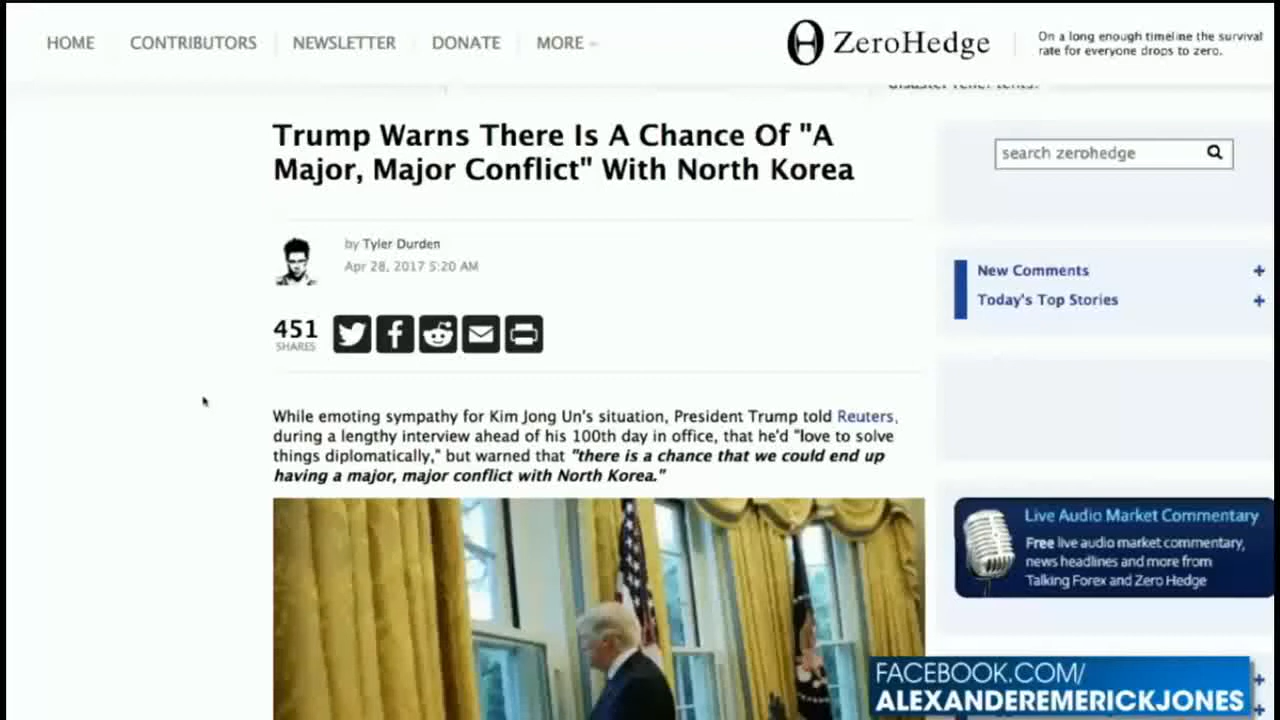 HOME
CONTRIBUTORS
NEWSLETTER
DONATE
MORE
ZeroHedge
On a long enough timeline the survival
rate for everyone drops to zero.
disaster relief tents.
Trump Warns There Is A Chance Of "A
Major, Major Conflict" With North Korea
by Tyler Durden
Apr 28, 2017 5:20 AM
451
SHARES
While emoting sympathy for Kim Jong Un's situation, President Trump told Reuters,
during a lengthy interview ahead of his 100th day in office, that he'd "love to solve
things diplomatically," but warned that "there is a chance that we could end up
having a major, major conflict with North Korea."
search zerohedge
New Comments +
Today's Top Stories +
Live Audio Market Commentary
Free live audio market commentary,
news headlines and more from
Talking Forex and Zero Hedge
FACEBOOK.COM/
ALEXANDEREMERICKJONES